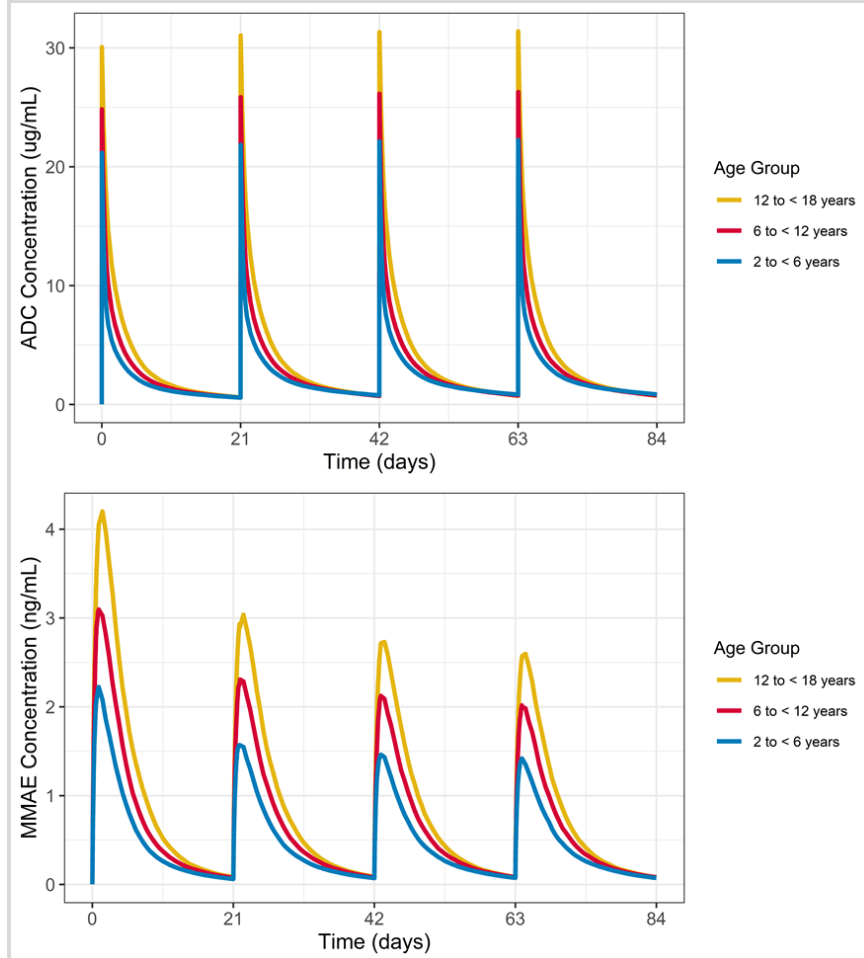 ADC Concentration (ug/mL)
30
20
10
0
0 21 42 63 84
Time (days)
Age Group
12 to < 18 years
6 to < 12 years
2 to < 6 years
MMAE Concentration (ng/mL)
4
3
2
1
0
0 21 42 63 84
Time (days)
Age Group
12 to < 18 years
6 to < 12 years
2 to < 6 years